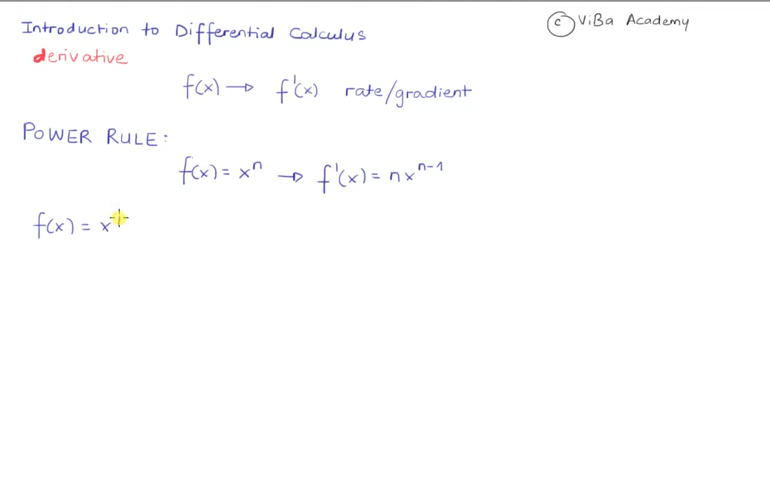 Introduction to Differential Calculus
© ViBa Academy
derivative
f(x) → f'(x) rate/gradient
POWER RULE:
f(x) = xⁿ → f'(x) = nxⁿ⁻¹
f(x) = x